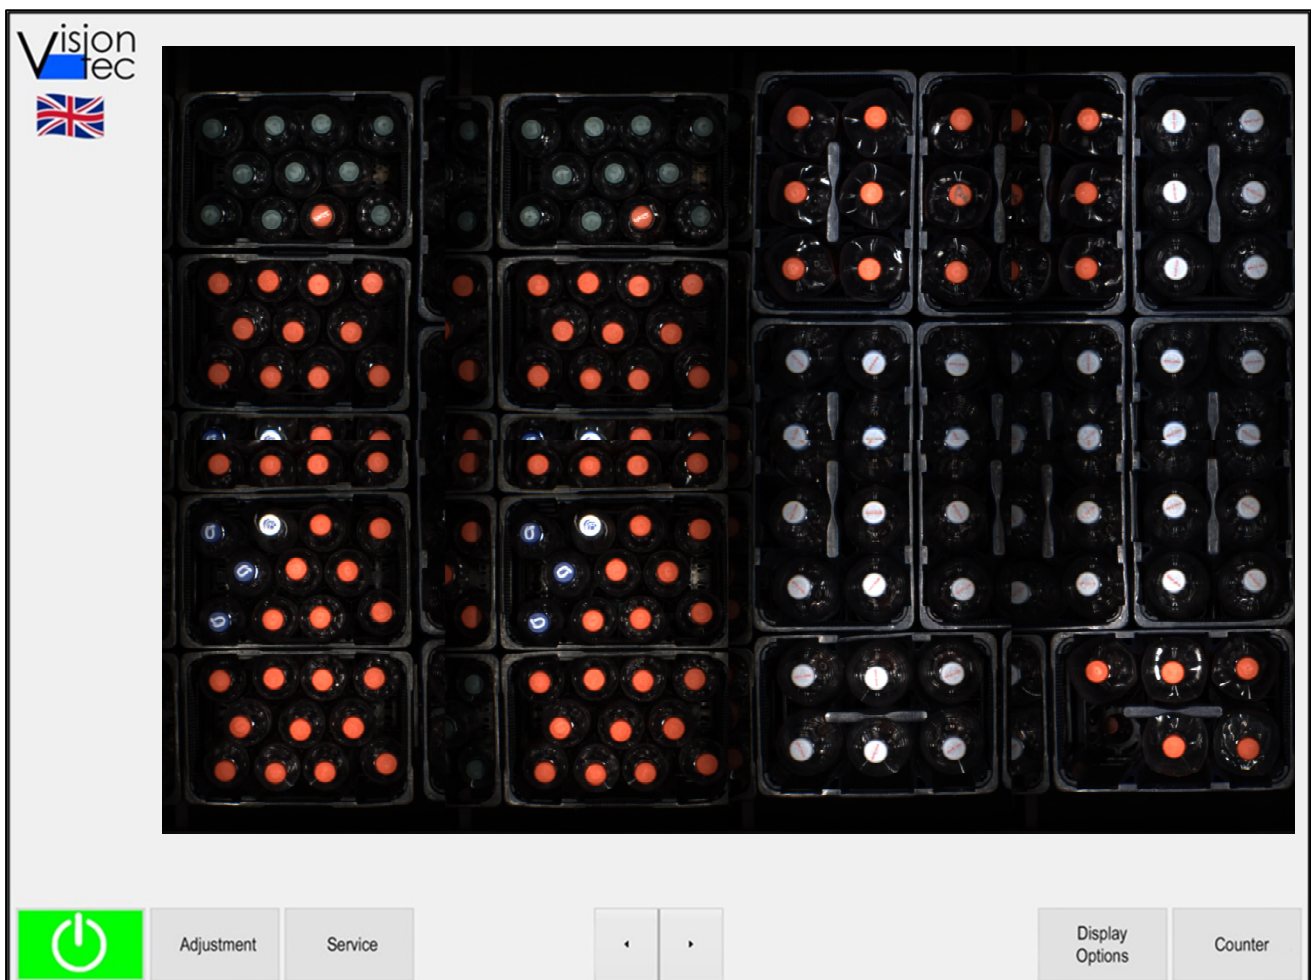 Vision
tec
Adjustment
Service
Display
Options
Counter